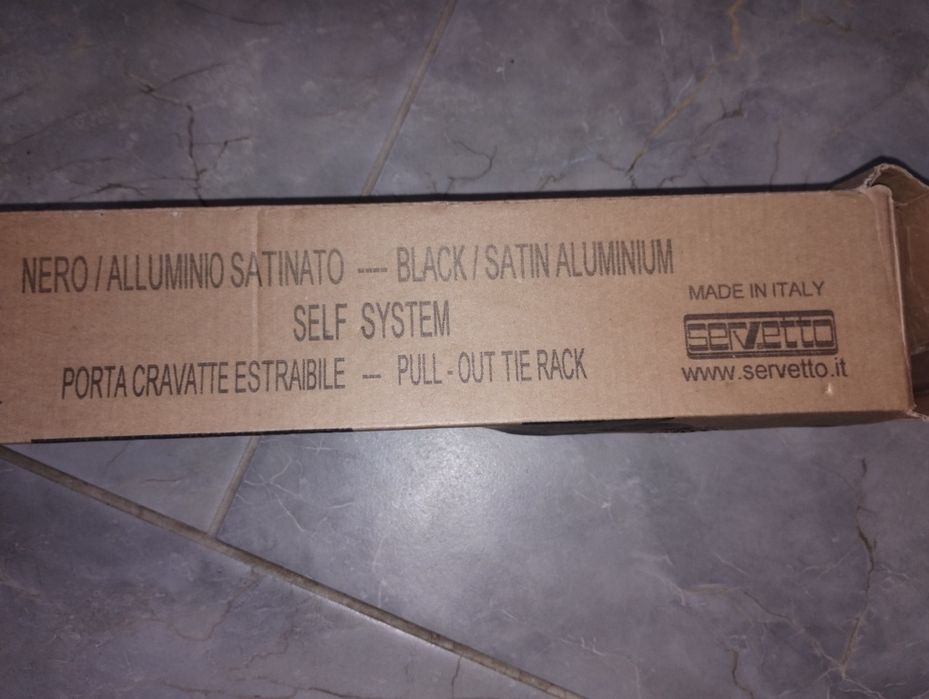 NERO / ALLUMINIO SATINATO ---- BLACK / SATIN ALUMINIUM
SELF SYSTEM
PORTA CRAVATTE ESTRAIBILE --- PULL - OUT TIE RACK
MADE IN ITALY
servetto
www.servetto.it